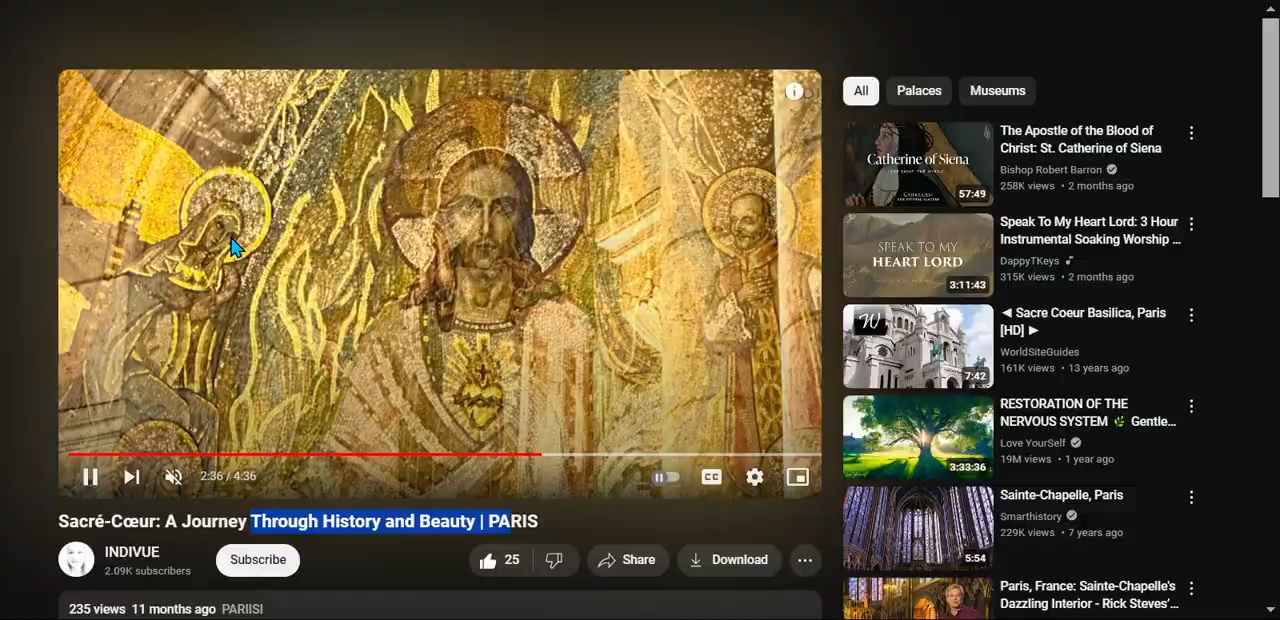 All
Palaces
Museums
Catherine of Siena
57:49
The Apostle of the Blood of
Christ: St. Catherine of Siena
Bishop Robert Barron
258K views • 2 months ago
SPEAK TO MY
HEART LORD
3:11:43
Speak To My Heart Lord: 3 Hour
Instrumental Soaking Worship ...
DappyTKeys
315K views • 2 months ago
W
7:42
◄ Sacre Coeur Basilica, Paris
[HD] ►
WorldSiteGuides
161K views • 13 years ago
3:33:36
RESTORATION OF THE
NERVOUS SYSTEM 🌿 Gentle...
Love YourSelf
19M views • 1 year ago
5:54
Sainte-Chapelle, Paris
Smarthistory
229K views • 7 years ago
Paris, France: Sainte-Chapelle's
Dazzling Interior - Rick Steves'...
2:36 / 4:36
CC
Sacré-Cœur: A Journey Through History and Beauty | PARIS
INDIVUE
2.09K subscribers
Subscribe
25
Share
Download
235 views 11 months ago PARIISI